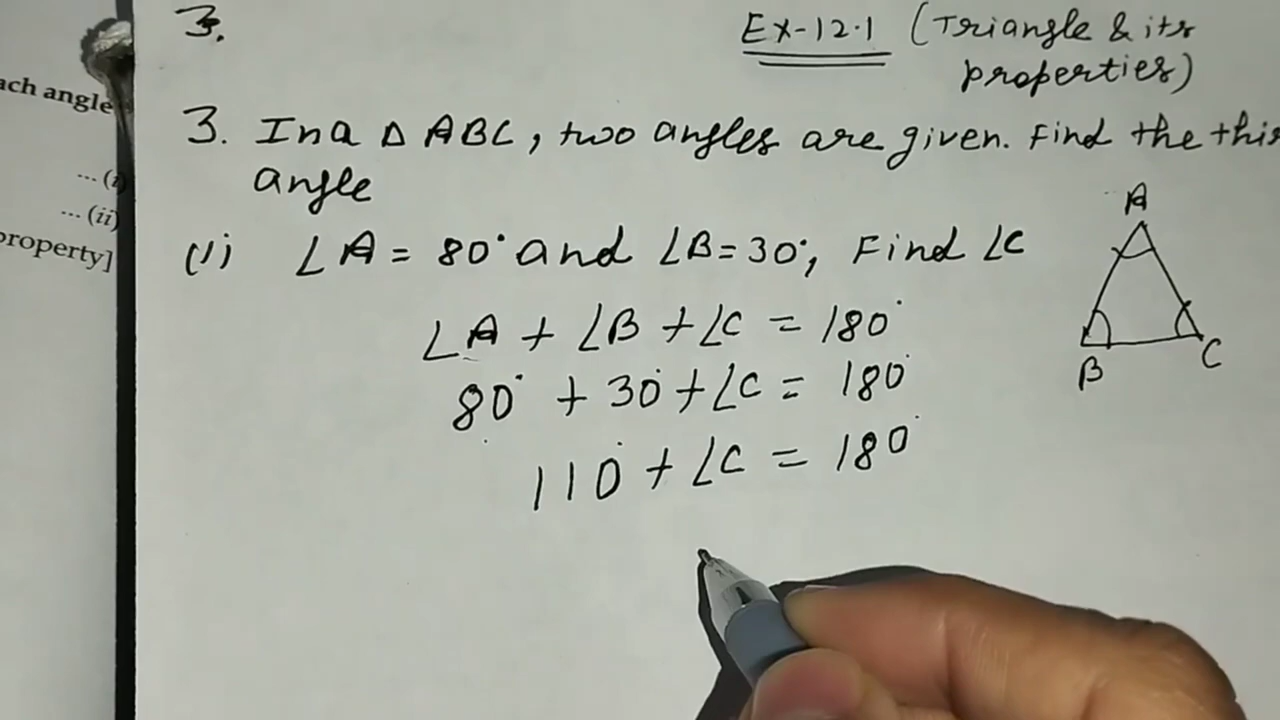 3.
Ex-12.1 (Triangle & its
properties)
ach angle
3. In a Δ ABC, two angles are given. Find the thir
angle
... (i)
... (ii)
property]
(i) ∠A = 80° and ∠B = 30°, Find ∠C
∠A + ∠B + ∠C = 180°
80° + 30° + ∠C = 180°
110° + ∠C = 180°
A
B
C